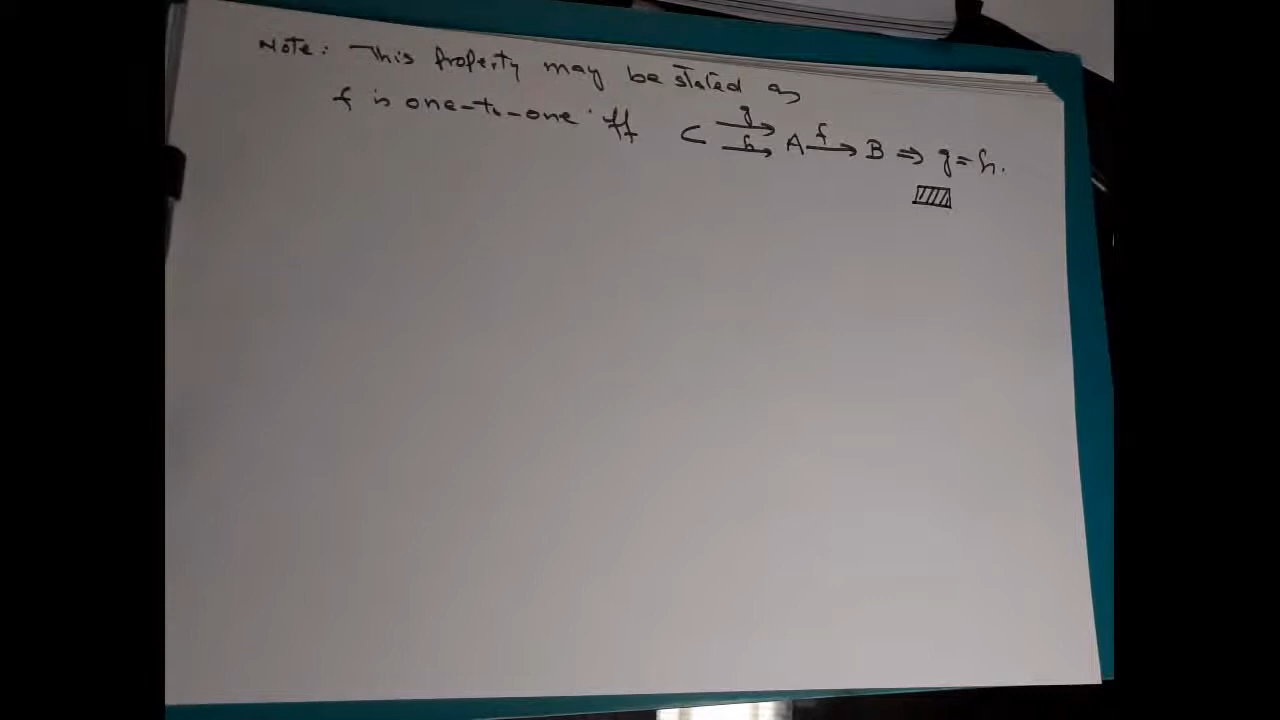 Note: This property may be stated as
f is one-to-one iff C ⇉ A → B ⇒ g = h.
g
h
f